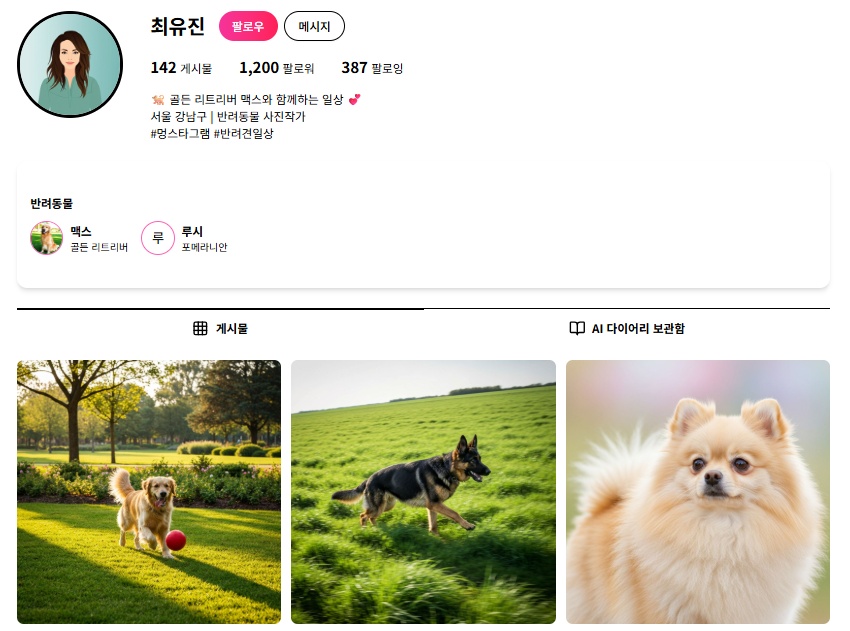 최유진 팔로우 메시지
142 게시물 1,200 팔로워 387 팔로잉
🐕 골든 리트리버 맥스와 함께하는 일상 💕
서울 강남구 | 반려동물 사진작가
#멍스타그램 #반려견일상
반려동물
맥스
골든 리트리버
루
루시
포메라니안
게시물 AI 다이어리 보관함